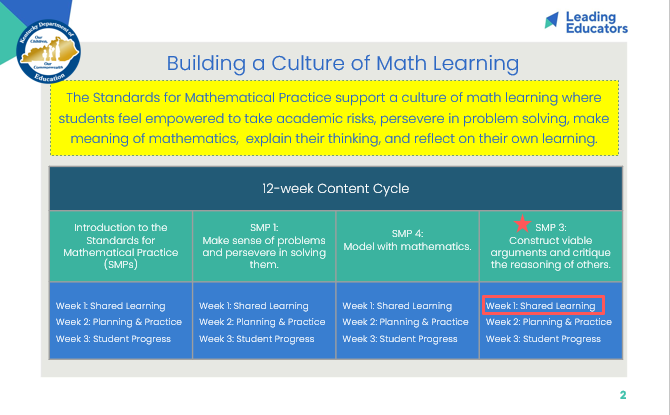 Kentucky Department of
Our Children,
Our Commonwealth
Education
Leading
Educators
Building a Culture of Math Learning
The Standards for Mathematical Practice support a culture of math learning where
students feel empowered to take academic risks, persevere in problem solving, make
meaning of mathematics, explain their thinking, and reflect on their own learning.
12-week Content Cycle
Introduction to the
Standards for
Mathematical Practice
(SMPs)
SMP 1:
Make sense of problems
and persevere in solving
them.
SMP 4:
Model with mathematics.
SMP 3:
Construct viable
arguments and critique
the reasoning of others.
Week 1: Shared Learning
Week 2: Planning & Practice
Week 3: Student Progress
Week 1: Shared Learning
Week 2: Planning & Practice
Week 3: Student Progress
Week 1: Shared Learning
Week 2: Planning & Practice
Week 3: Student Progress
Week 1: Shared Learning
Week 2: Planning & Practice
Week 3: Student Progress
2